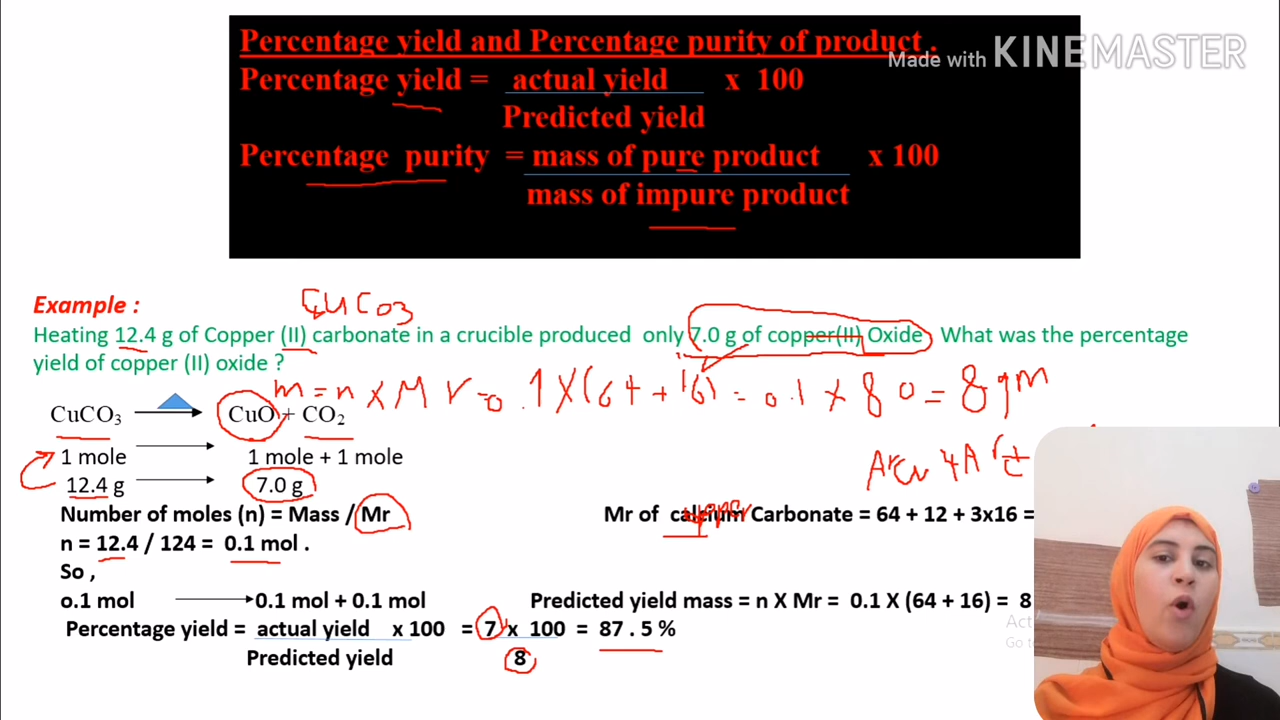 Percentage yield and Percentage purity of product .
Made with KINEMASTER
Percentage yield = actual yield x 100
Predicted yield
Percentage purity = mass of pure product x 100
mass of impure product
Example :
CuCO3
Heating 12.4 g of Copper (II) carbonate in a crucible produced only 7.0 g of copper(II) Oxide What was the percentage
yield of copper (II) oxide ?
m = n x Mr = 0.1 x (64 + 16) = 0.1 x 80 = 8 gm
CuCO₃ CuO + CO₂
1 mole 1 mole + 1 mole
12.4 g 7.0 g
Number of moles (n) = Mass / Mr
Mr of calcium Carbonate = 64 + 12 + 3x16 =
n = 12.4 / 124 = 0.1 mol .
So ,
o.1 mol 0.1 mol + 0.1 mol
Predicted yield mass = n X Mr = 0.1 X (64 + 16) = 8
Percentage yield = actual yield x 100 = 7 x 100 = 87 . 5 %
Predicted yield 8